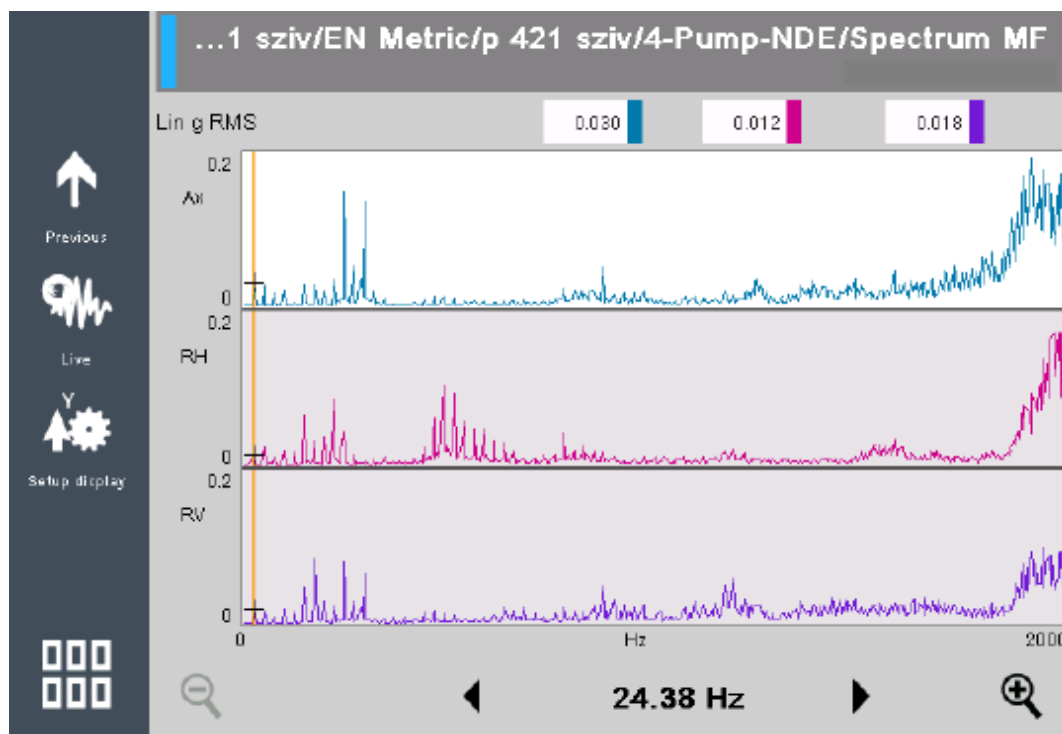 ...1 sziv/EN Metric/p 421 sziv/4-Pump-NDE/Spectrum MF
Lin g RMS
0.030
0.012
0.018
0.2
Ax
0
0.2
RH
0
0.2
RV
0
0
Hz
2000
Previous
Live
Y
Setup display
24.38 Hz